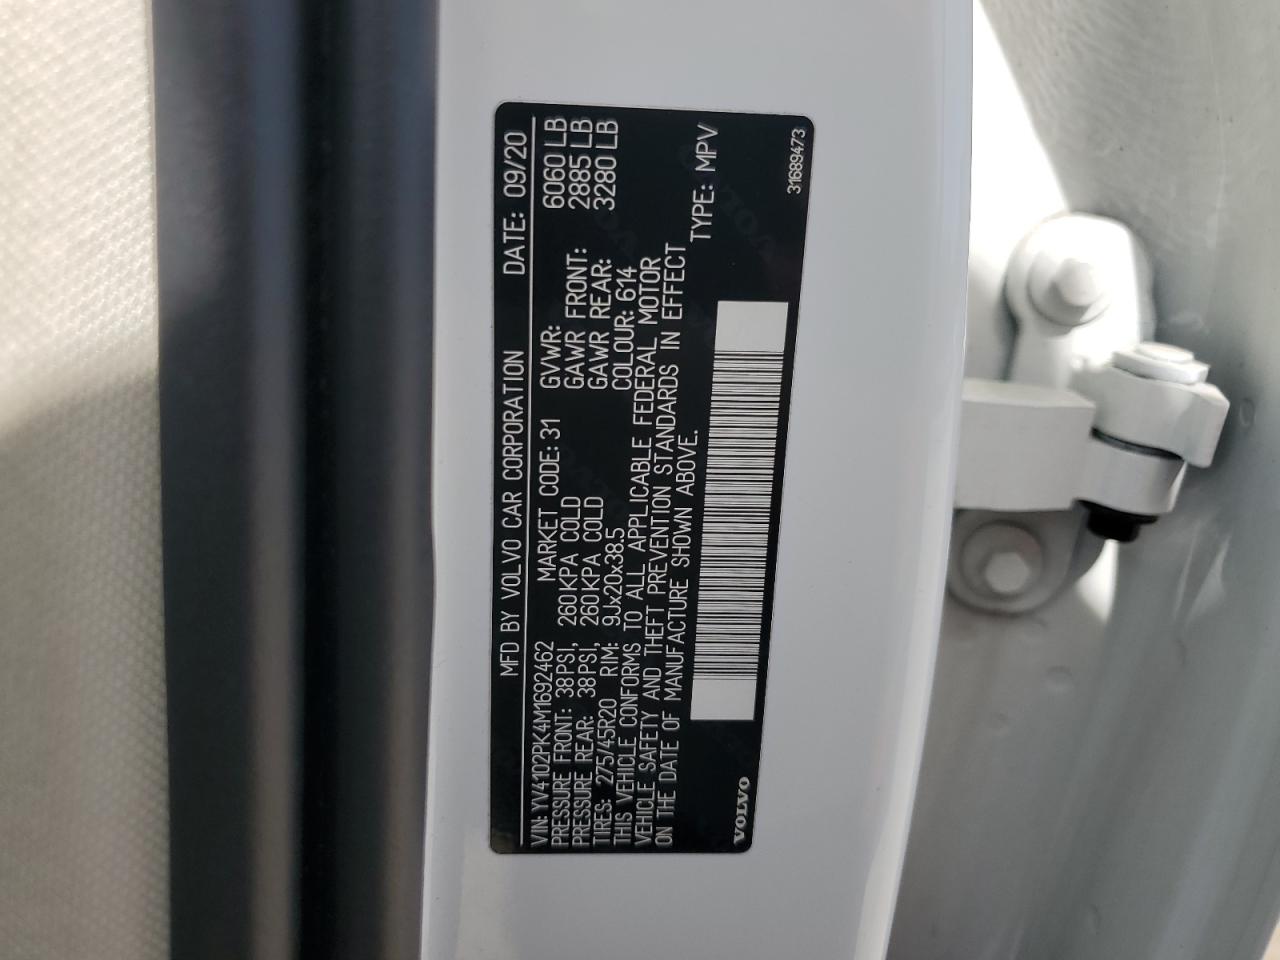 MFD BY VOLVO CAR CORPORATION DATE: 09/20
VIN: YV4102PK4M1692462 MARKET CODE: 31 GVWR: 6060 LB
PRESSURE FRONT: 38PSI, 260KPA COLD GAWR FRONT: 2885 LB
PRESSURE REAR: 38PSI, 260KPA COLD GAWR REAR: 3280 LB
TIRES: 275/45R20 RIM: 9Jx20x38.5 COLOUR: 614
THIS VEHICLE CONFORMS TO ALL APPLICABLE FEDERAL MOTOR
VEHICLE SAFETY AND THEFT PREVENTION STANDARDS IN EFFECT
ON THE DATE OF MANUFACTURE SHOWN ABOVE. TYPE: MPV
VOLVO 31689473